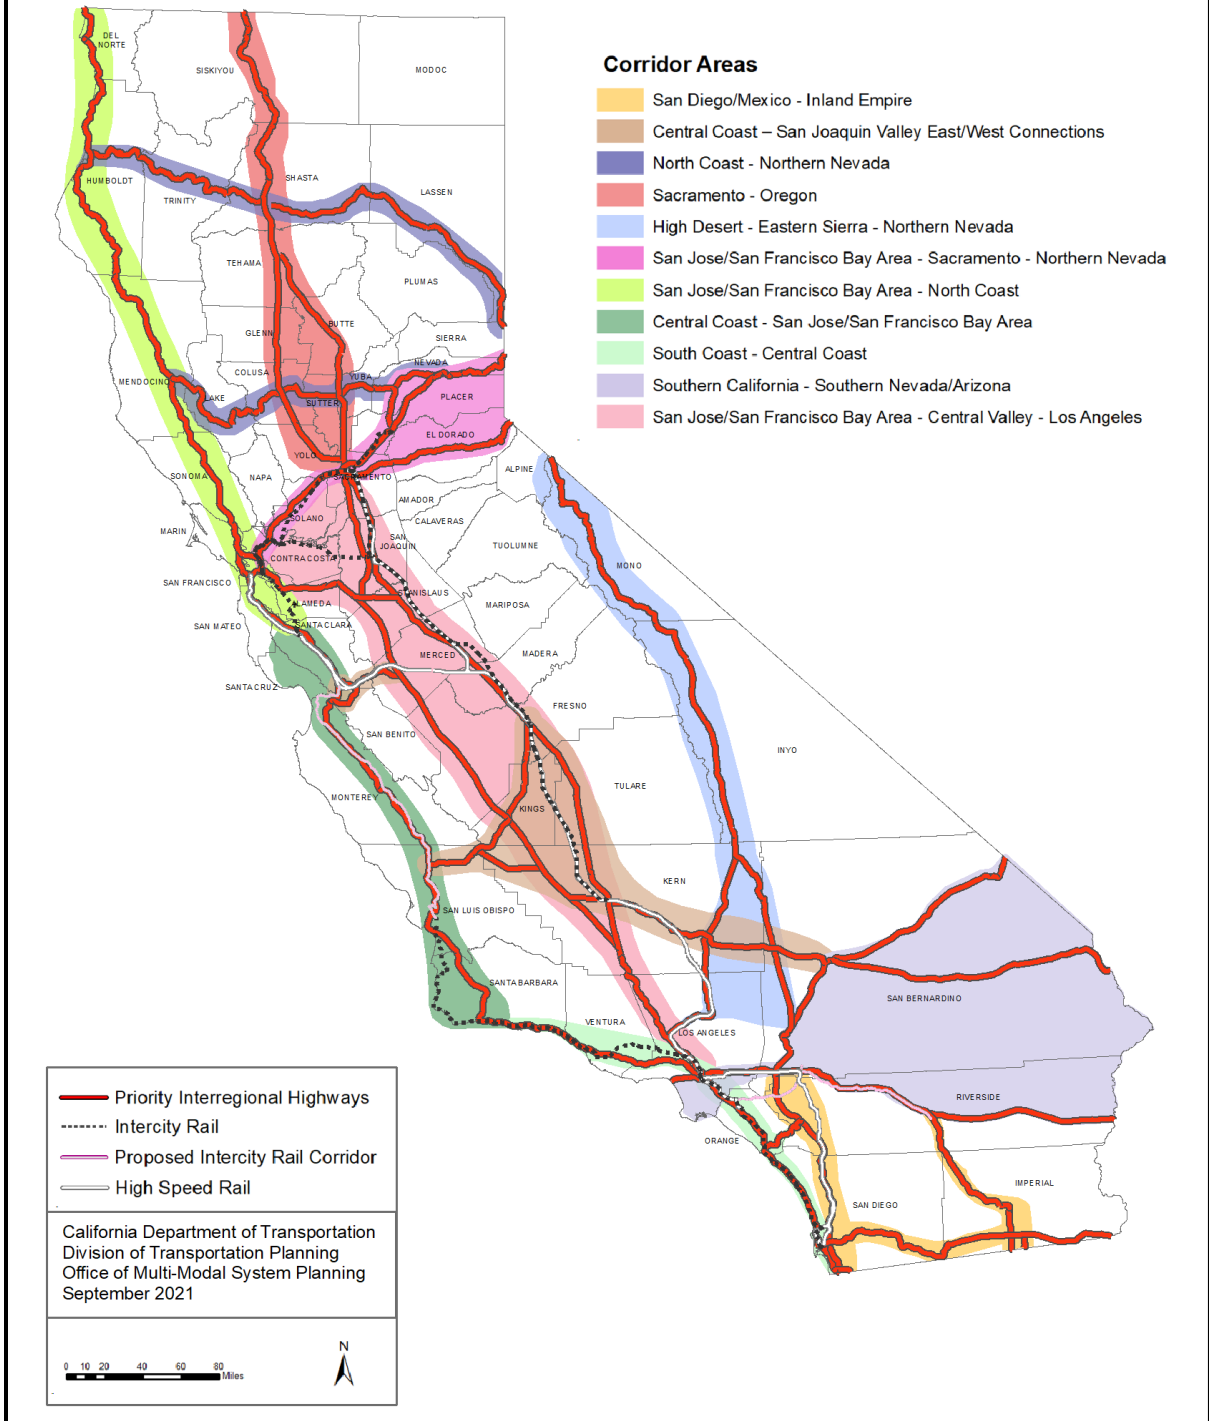 DEL
NORTE
SISKIYOU
MODOC
HUMBOLDT
TRINITY
SHASTA
LASSEN
TEHAMA
PLUMAS
GLENN
BUTTE
SIERRA
COLUSA
YUBA
NEVADA
MENDOCINO
LAKE
SUTTER
PLACER
EL DORADO
YOLO
SONOMA
NAPA
SACRAMENTO
ALPINE
AMADOR
SOLANO
CALAVERAS
MARIN
SAN
JOAQUIN
TUOLUMNE
CONTRA COSTA
MONO
SAN FRANCISCO
ALAMEDA
STANISLAUS
MARIPOSA
SAN MATEO
SANTA CLARA
MERCED
MADERA
SANTA CRUZ
FRESNO
SAN BENITO
INYO
MONTEREY
KINGS
TULARE
KERN
SAN LUIS OBISPO
SANTA BARBARA
SAN BERNARDINO
VENTURA
LOS ANGELES
RIVERSIDE
ORANGE
IMPERIAL
SAN DIEGO
Corridor Areas
San Diego/Mexico - Inland Empire
Central Coast – San Joaquin Valley East/West Connections
North Coast - Northern Nevada
Sacramento - Oregon
High Desert - Eastern Sierra - Northern Nevada
San Jose/San Francisco Bay Area - Sacramento - Northern Nevada
San Jose/San Francisco Bay Area - North Coast
Central Coast - San Jose/San Francisco Bay Area
South Coast - Central Coast
Southern California - Southern Nevada/Arizona
San Jose/San Francisco Bay Area - Central Valley - Los Angeles
Priority Interregional Highways
Intercity Rail
Proposed Intercity Rail Corridor
High Speed Rail
California Department of Transportation
Division of Transportation Planning
Office of Multi-Modal System Planning
September 2021
N
0 10 20 40 60 80
Miles